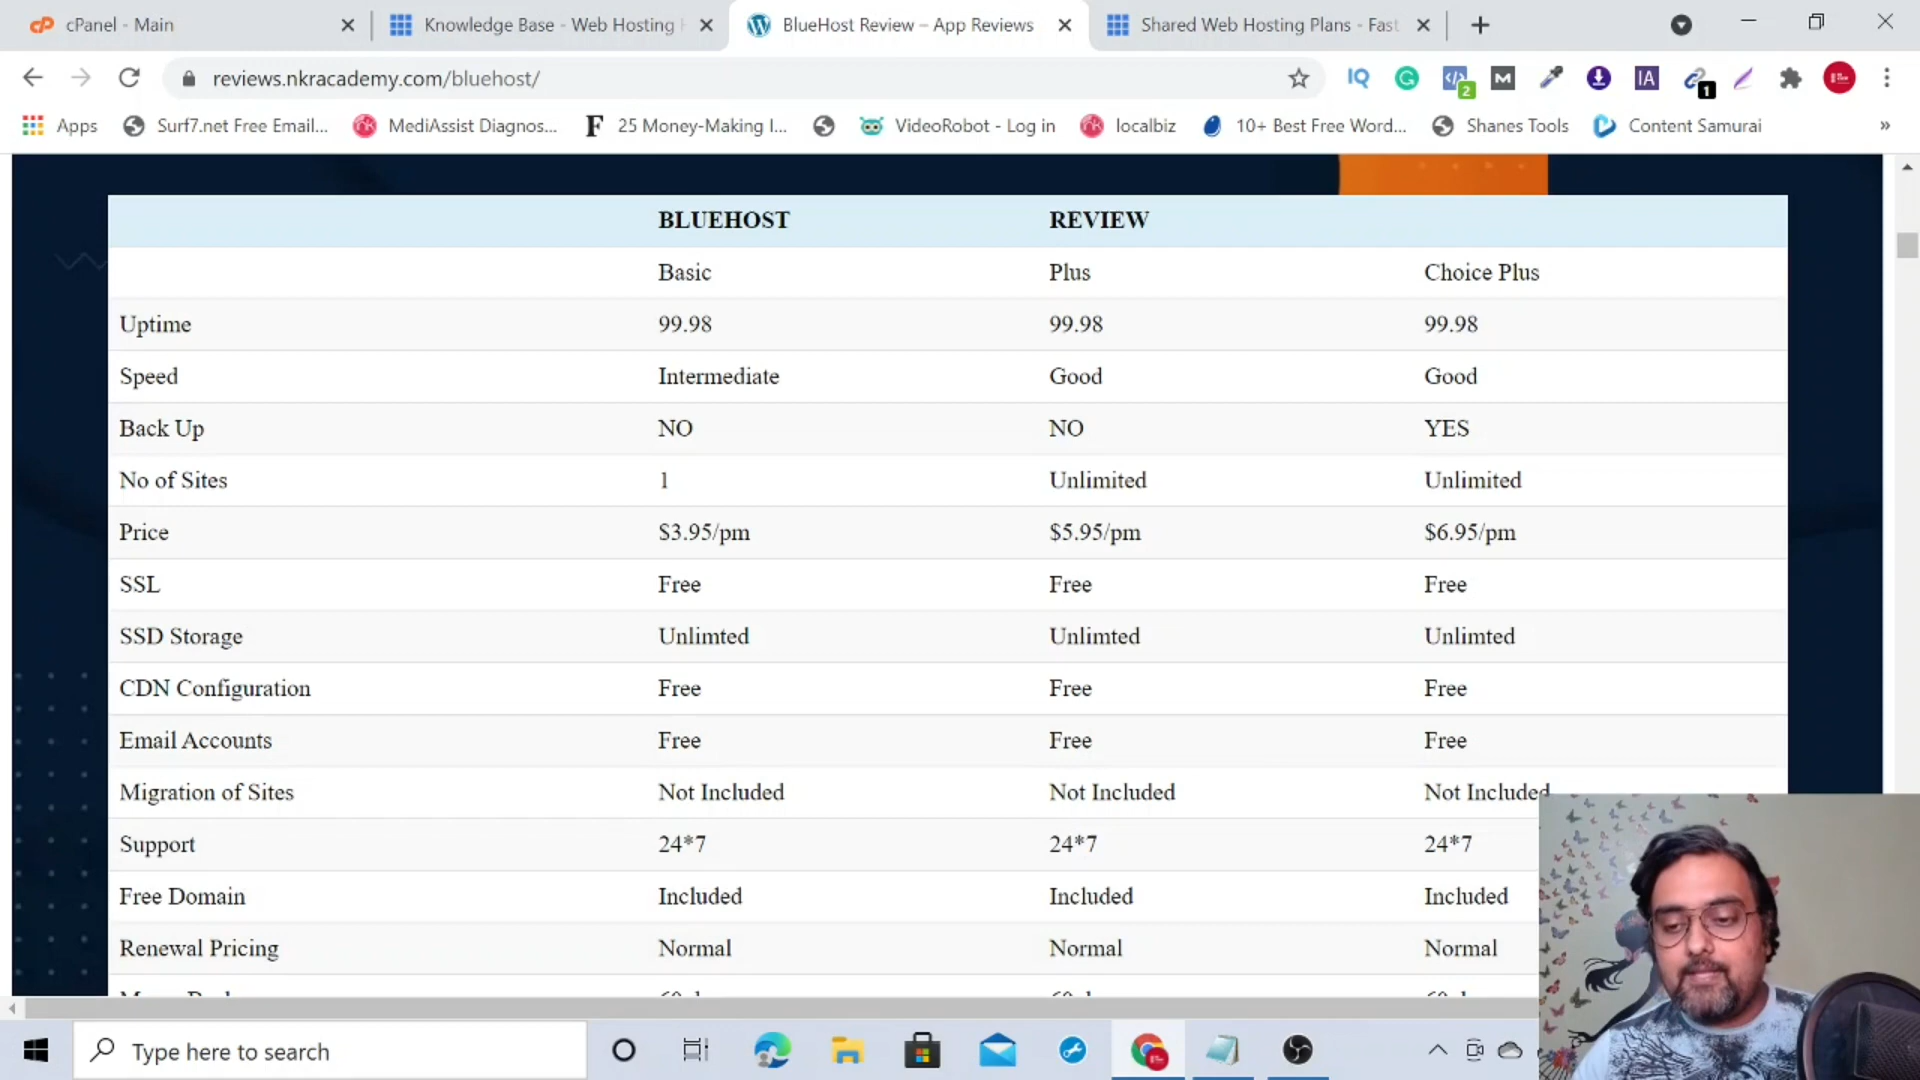 cPanel - Main
Knowledge Base - Web Hosting
BlueHost Review – App Reviews
Shared Web Hosting Plans - Fast
reviews.nkracademy.com/bluehost/
IQ
2
M
IA
1
Apps
Surf7.net Free Email...
MediAssist Diagnos...
25 Money-Making I...
VideoRobot - Log in
localbiz
10+ Best Free Word...
Shanes Tools
Content Samurai
»
BLUEHOST REVIEW
Basic Plus Choice Plus
Uptime 99.98 99.98 99.98
Speed Intermediate Good Good
Back Up NO NO YES
No of Sites 1 Unlimited Unlimited
Price $3.95/pm $5.95/pm $6.95/pm
SSL Free Free Free
SSD Storage Unlimted Unlimted Unlimted
CDN Configuration Free Free Free
Email Accounts Free Free Free
Migration of Sites Not Included Not Included Not Included
Support 24*7 24*7 24*7
Free Domain Included Included Included
Renewal Pricing Normal Normal Normal
Type here to search